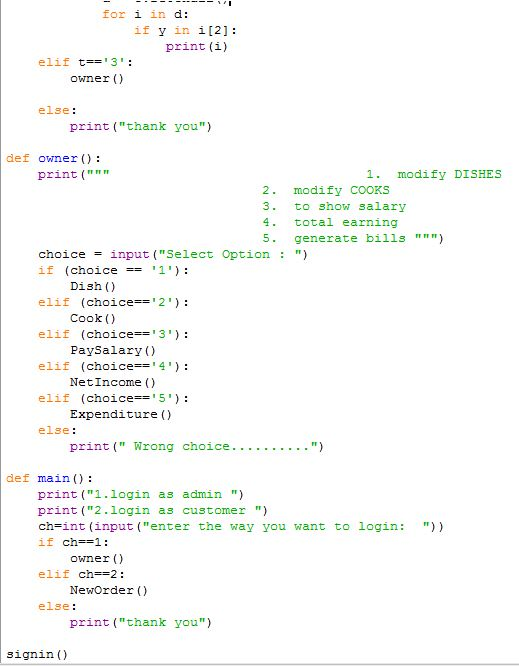 for i in d:
if y in i[2]:
print(i)
elif t=='3':
owner()
else:
print("thank you")
def owner():
print(""" 1. modify DISHES
2. modify COOKS
3. to show salary
4. total earning
5. generate bills """)
choice = input("Select Option : ")
if (choice == '1'):
Dish()
elif (choice=='2'):
Cook()
elif (choice=='3'):
PaySalary()
elif (choice=='4'):
NetIncome()
elif (choice=='5'):
Expenditure()
else:
print(" Wrong choice..........")
def main():
print("1.login as admin ")
print("2.login as customer ")
ch=int(input("enter the way you want to login:  "))
if ch==1:
owner()
elif ch==2:
NewOrder()
else:
print("thank you")
signin()